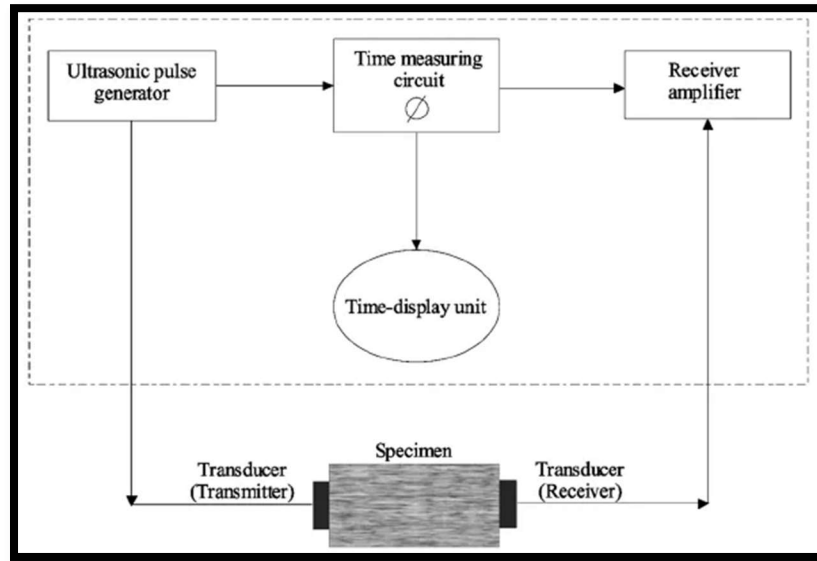 Ultrasonic pulse
generator
Time measuring
circuit
Receiver
amplifier
Time-display unit
Specimen
Transducer
(Transmitter)
Transducer
(Receiver)